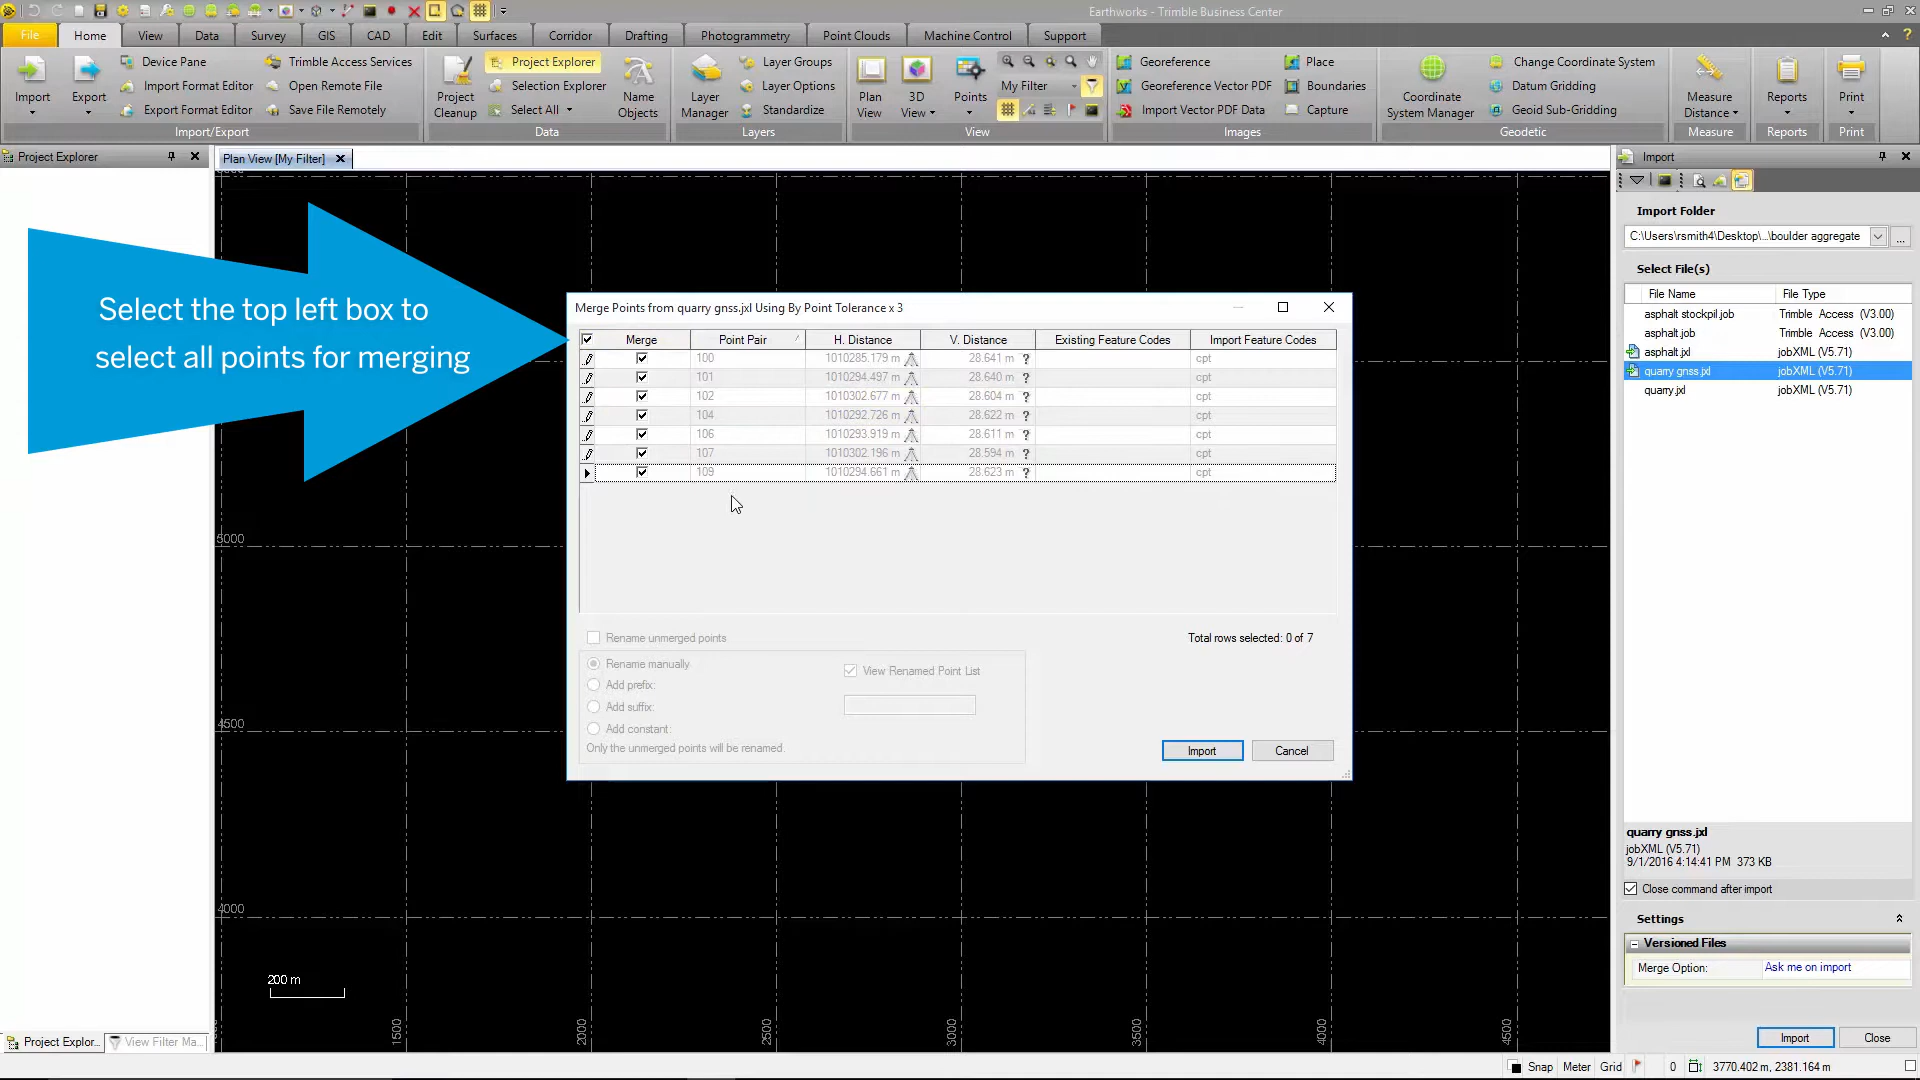 Earthworks - Trimble Business Center
File Home View Data Survey GIS CAD Edit Surfaces Corridor Drafting Photogrammetry Point Clouds Machine Control Support
Import
Export
Device Pane
Import Format Editor
Export Format Editor
Trimble Access Services
Open Remote File
Save File Remotely
Import/Export
Project Cleanup
Project Explorer
Selection Explorer
Select All
Name Objects
Data
Layer Manager
Layer Groups
Layer Options
Standardize
Layers
Plan View
3D View
Points
My Filter
View
Georeference
Georeference Vector PDF
Import Vector PDF Data
Place
Boundaries
Capture
Images
Coordinate System Manager
Change Coordinate System
Datum Gridding
Geoid Sub-Gridding
Geodetic
Measure Distance
Measure
Reports
Reports
Print
Print
Project Explorer
Plan View [My Filter]
Select the top left box to
select all points for merging
5000
4500
4000
200 m
1500 2000 2500 3000 3500 4000 4500
Merge Points from quarry gnss.jxl Using By Point Tolerance x 3
Merge Point Pair H. Distance V. Distance Existing Feature Codes Import Feature Codes
100 1010285.179 m 28.641 m ? cpt
101 1010294.497 m 28.640 m ? cpt
102 1010302.677 m 28.604 m ? cpt
104 1010292.726 m 28.622 m ? cpt
106 1010293.919 m 28.611 m ? cpt
107 1010302.196 m 28.594 m ? cpt
109 1010294.661 m 28.623 m ? cpt
Rename unmerged points
Total rows selected: 0 of 7
Rename manually
View Renamed Point List
Add prefix:
Add suffix:
Add constant:
Only the unmerged points will be renamed.
Import Cancel
Import
Import Folder
C:\Users\rsmith4\Desktop\...\boulder aggregate
...
Select File(s)
File Name File Type
asphalt stockpil.job Trimble Access (V3.00)
asphalt.job Trimble Access (V3.00)
asphalt.jxl jobXML (V5.71)
quarry gnss.jxl jobXML (V5.71)
quarry.jxl jobXML (V5.71)
quarry gnss.jxl
jobXML (V5.71)
9/1/2016 4:14:41 PM 373 KB
Close command after import
Settings
Versioned Files
Merge Option: Ask me on import
Import Close
Project Explor... View Filter Ma...
Snap Meter Grid 0 3770.402 m, 2381.164 m